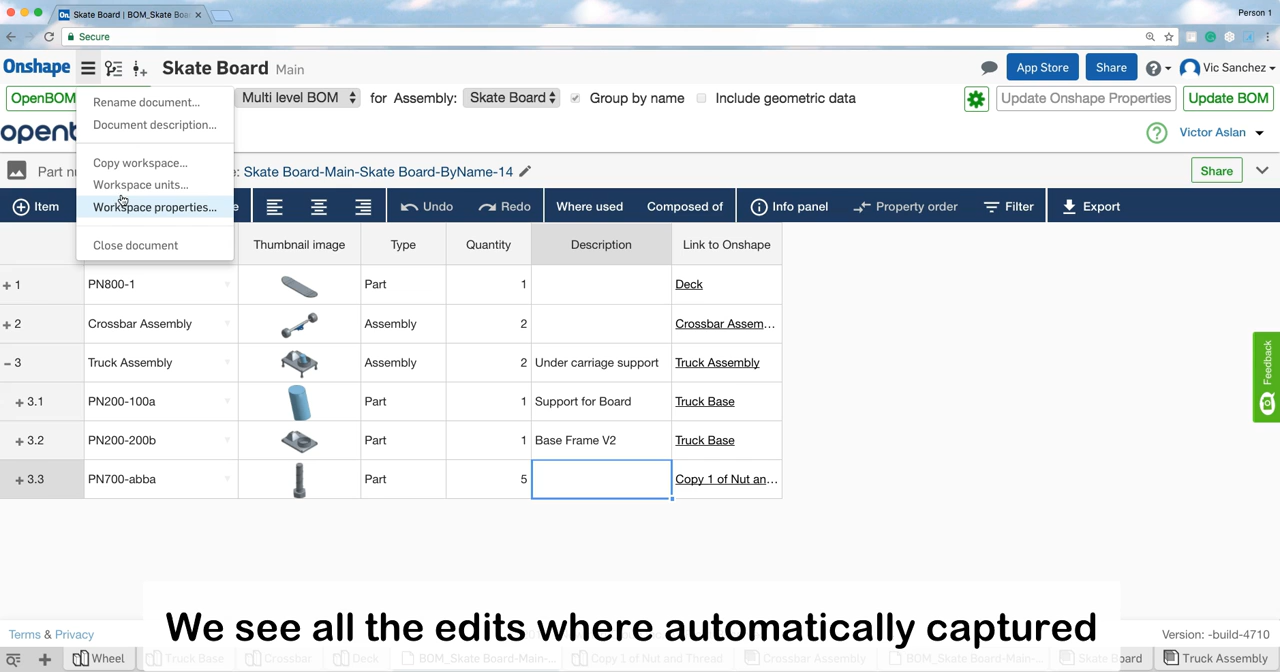 Skate Board | BOM_Skate Boa
Person 1
Secure
Onshape
Skate Board Main
App Store
Share
Vic Sanchez
OpenBOM
Multi level BOM
for Assembly:
Skate Board
Group by name
Include geometric data
Update Onshape Properties
Update BOM
Rename document...
Document description...
Copy workspace...
Workspace units...
Workspace properties...
Close document
openb
Victor Aslan
Part nu
e: Skate Board-Main-Skate Board-ByName-14
Share
Item
Undo
Redo
Where used
Composed of
Info panel
Property order
Filter
Export
Thumbnail image
Type
Quantity
Description
Link to Onshape
+ 1 PN800-1 Part 1 Deck
+ 2 Crossbar Assembly Assembly 2 Crossbar Assem...
– 3 Truck Assembly Assembly 2 Under carriage support Truck Assembly
+ 3.1 PN200-100a Part 1 Support for Board Truck Base
+ 3.2 PN200-200b Part 1 Base Frame V2 Truck Base
+ 3.3 PN700-abba Part 5 Copy 1 of Nut an...
Feedback
We see all the edits where automatically captured
Terms & Privacy
Version: -build-4710
Wheel
Truck Base
Crossbar
Deck
BOM_Skate Board-Main-...
Copy 1 of Nut and Thread
Crossbar Assembly
BOM_Skate Board-Main-...
Skate Board
Truck Assembly